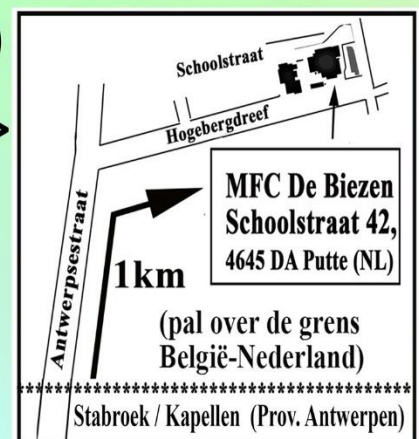 Schoolstraat
Hogebergdreef
Antwerpsestraat
MFC De Biezen
Schoolstraat 42,
4645 DA Putte (NL)
1km
(pal over de grens
België-Nederland)
****************************************
Stabroek / Kapellen (Prov. Antwerpen)